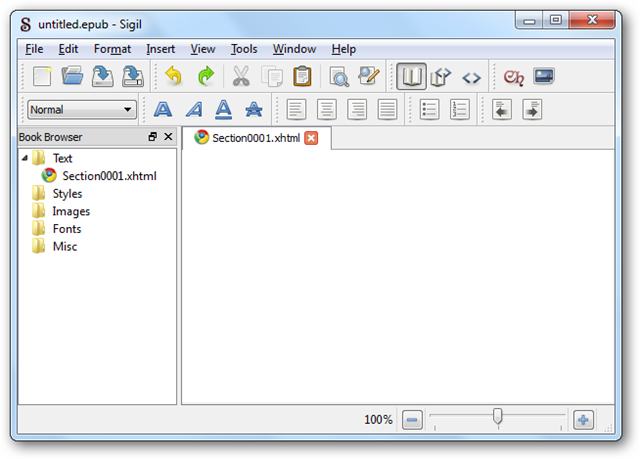 untitled.epub - Sigil
File Edit Format Insert View Tools Window Help
Normal
Book Browser
Section0001.xhtml
Text
Section0001.xhtml
Styles
Images
Fonts
Misc
100%